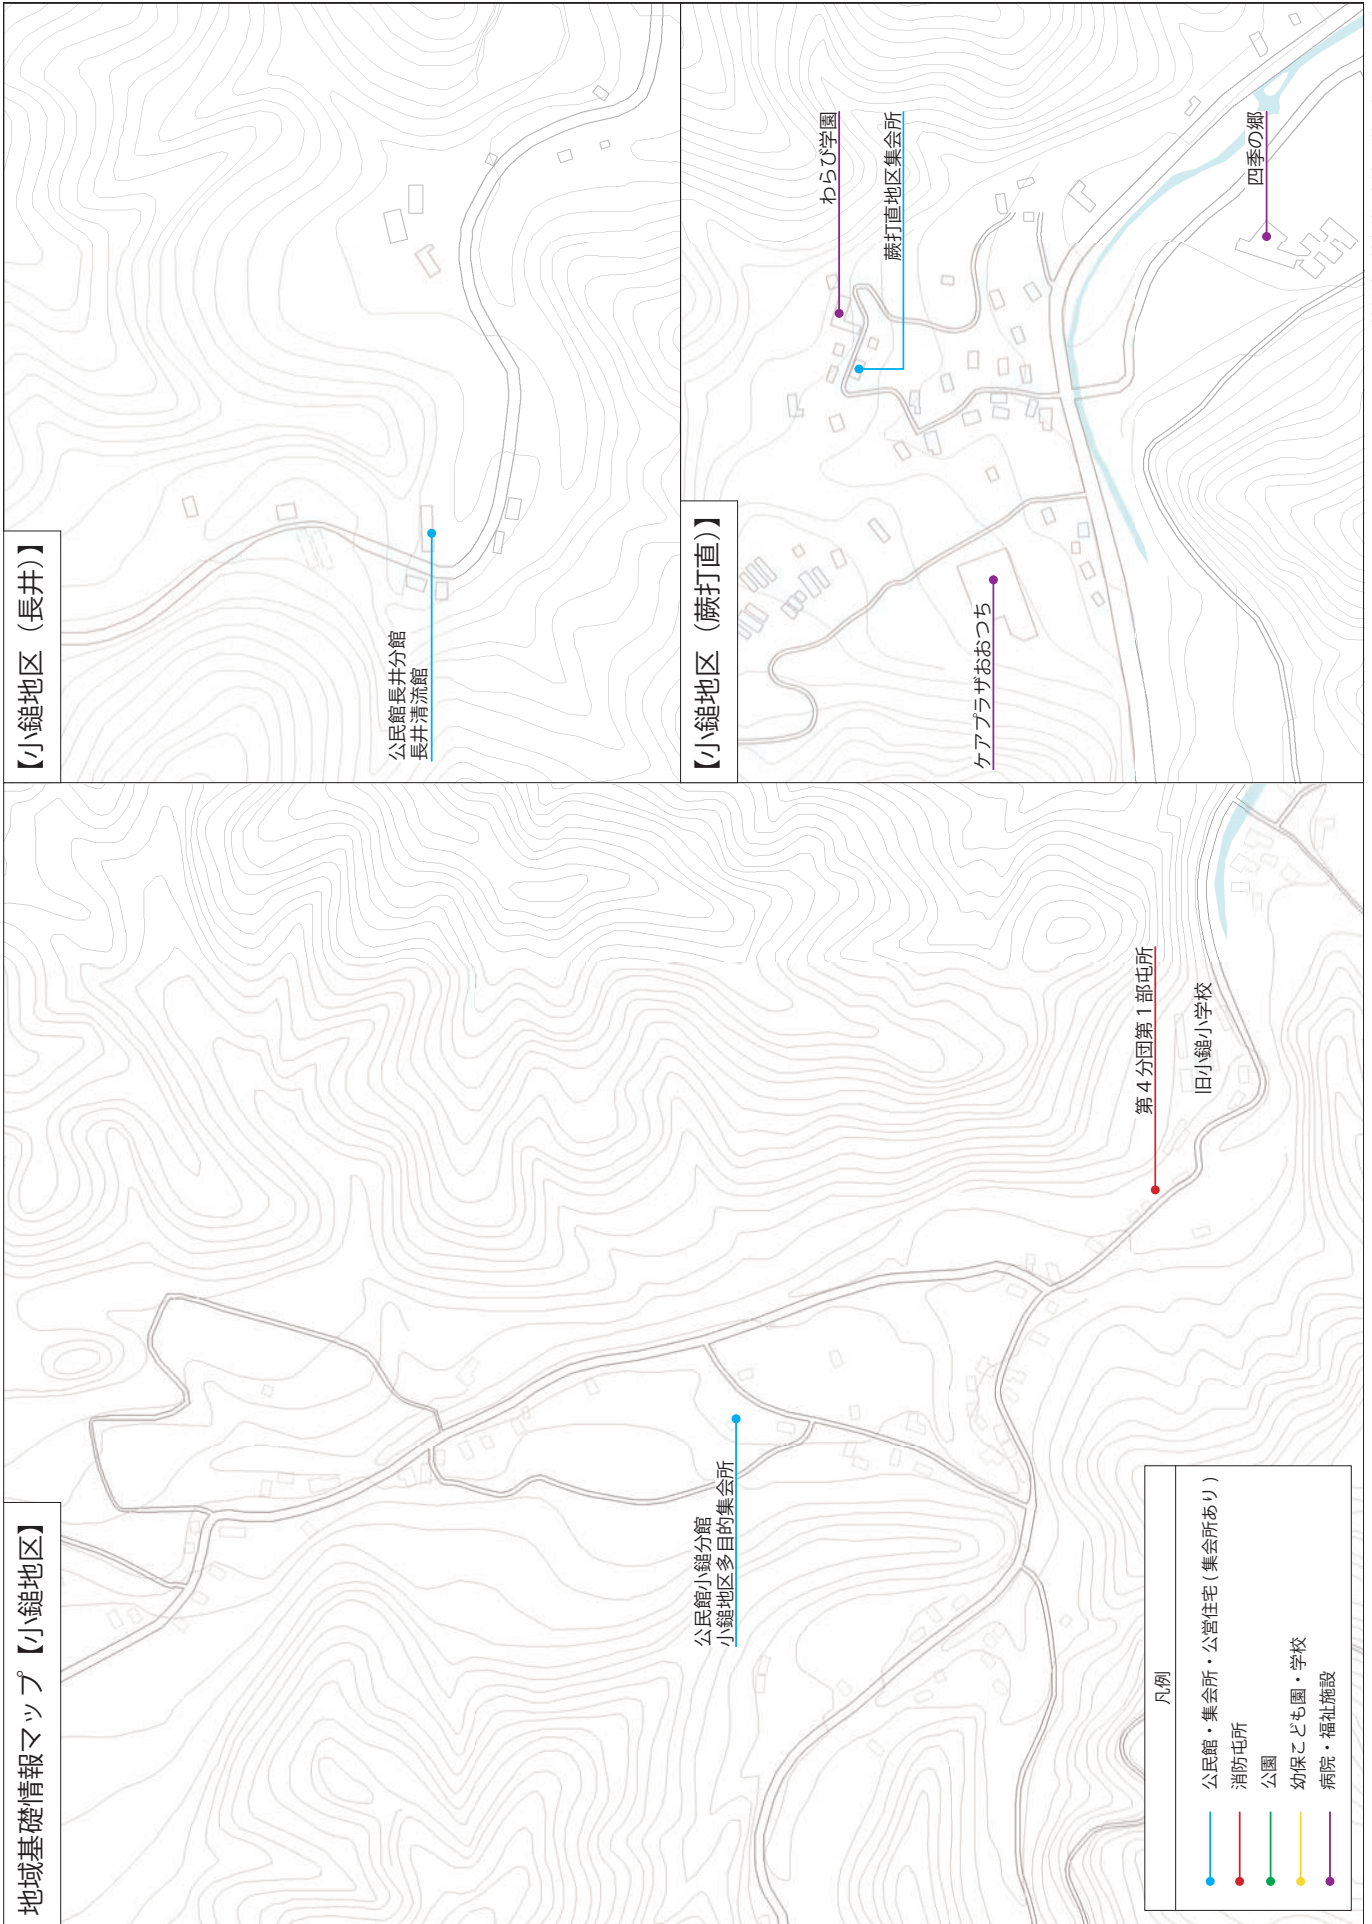 地域基礎情報マップ【小鎚地区】
公民館小鎚分館
小鎚地区多目的集会所
第4分団第1部屯所
旧小鎚小学校
凡例
公民館・集会所・公営住宅(集会所あり)
消防屯所
公園
幼保こども園・学校
病院・福祉施設
【小鎚地区(長井)】
公民館長井分館
長井清流館
【小鎚地区(蕨打直)】
わらび学園
蕨打直地区集会所
四季の郷
ケアプラザおおつち